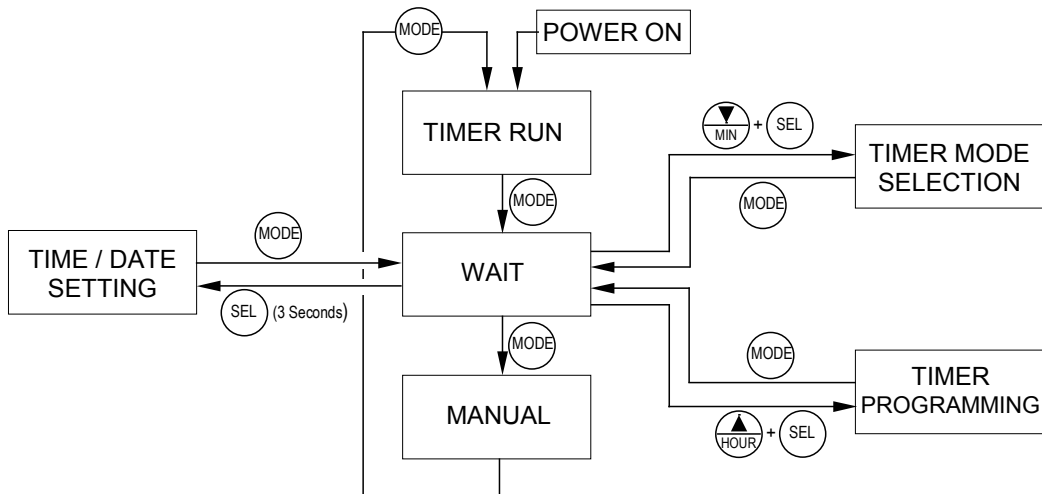 MODE
POWER ON
TIMER RUN
MIN
+
SEL
TIMER MODE
SELECTION
MODE
MODE
MODE
TIME / DATE
SETTING
WAIT
SEL
(3 Seconds)
MODE
MODE
MANUAL
TIMER
PROGRAMMING
HOUR
+
SEL